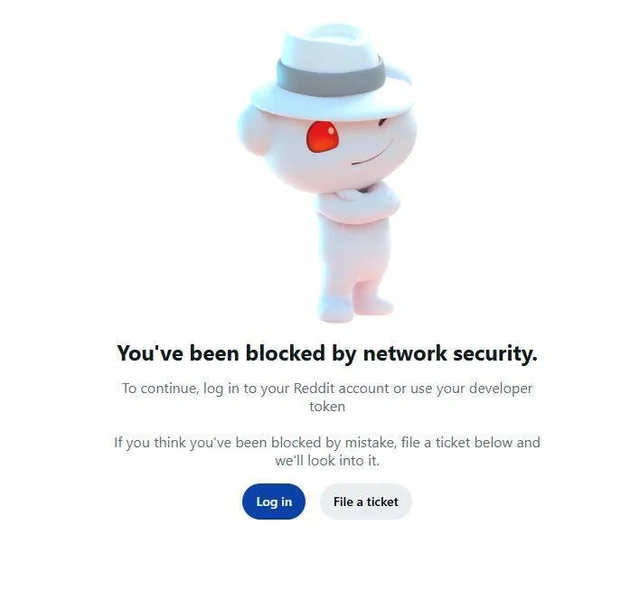 You've been blocked by network security.
To continue, log in to your Reddit account or use your developer
token
If you think you've been blocked by mistake, file a ticket below and
we'll look into it.
Log in
File a ticket